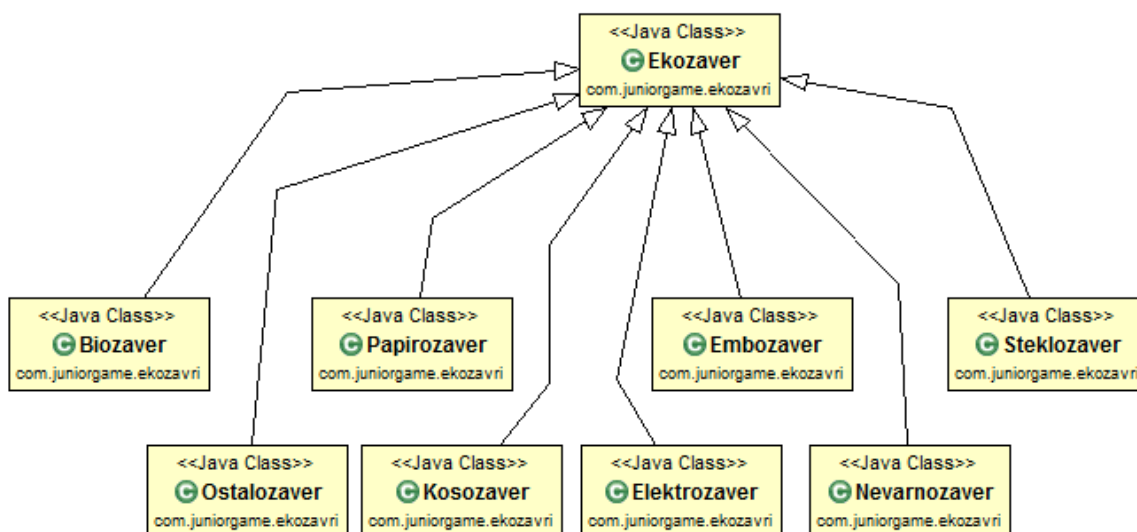 <<Java Class>>
Ekozaver
com.juniorgame.ekozavri
<<Java Class>>
Biozaver
com.juniorgame.ekozavri
<<Java Class>>
Papirozaver
com.juniorgame.ekozavri
<<Java Class>>
Embozaver
com.juniorgame.ekozavri
<<Java Class>>
Steklozaver
com.juniorgame.ekozavri
<<Java Class>>
Ostalozaver
com.juniorgame.ekozavri
<<Java Class>>
Kosozaver
com.juniorgame.ekozavri
<<Java Class>>
Elektrozaver
com.juniorgame.ekozavri
<<Java Class>>
Nevarnozaver
com.juniorgame.ekozavri